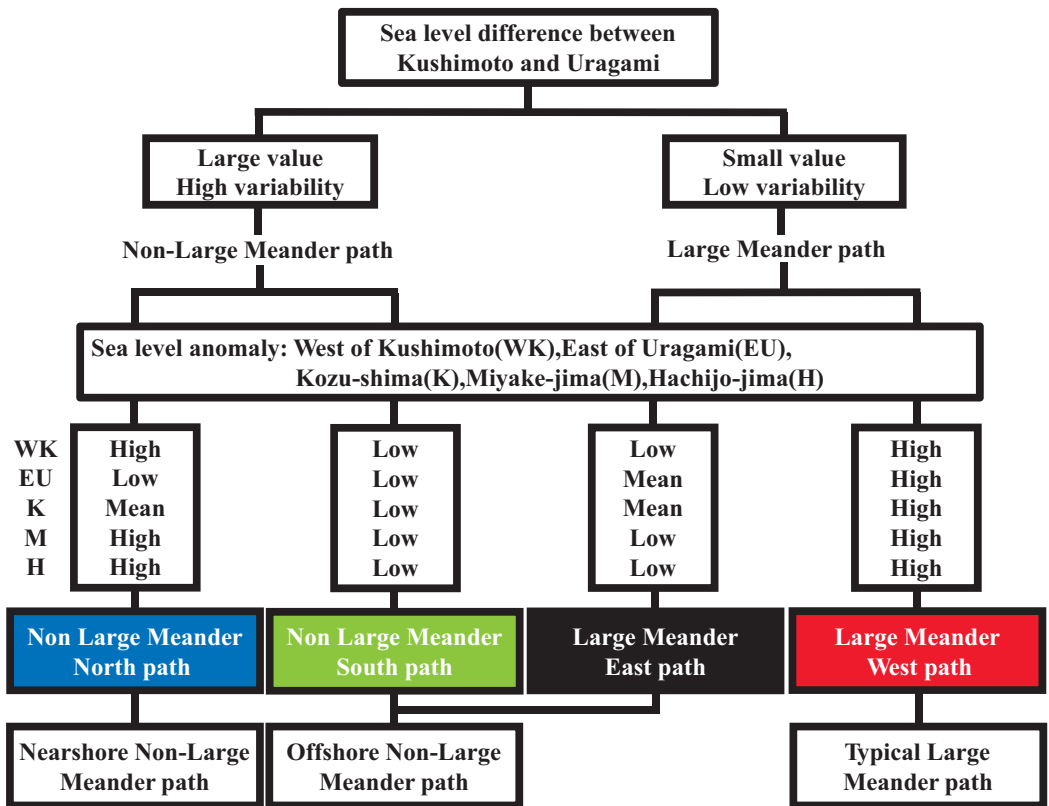 Sea level difference between
Kushimoto and Uragami
Large value
High variability
Small value
Low variability
Non-Large Meander path
Large Meander path
Sea level anomaly: West of Kushimoto(WK),East of Uragami(EU),
Kozu-shima(K),Miyake-jima(M),Hachijo-jima(H)
WK High Low Low High
EU Low Low Mean High
K Mean Low Mean High
M High Low Low High
H High Low Low High
Non Large Meander
North path
Non Large Meander
South path
Large Meander
East path
Large Meander
West path
Nearshore Non-Large
Meander path
Offshore Non-Large
Meander path
Typical Large
Meander path